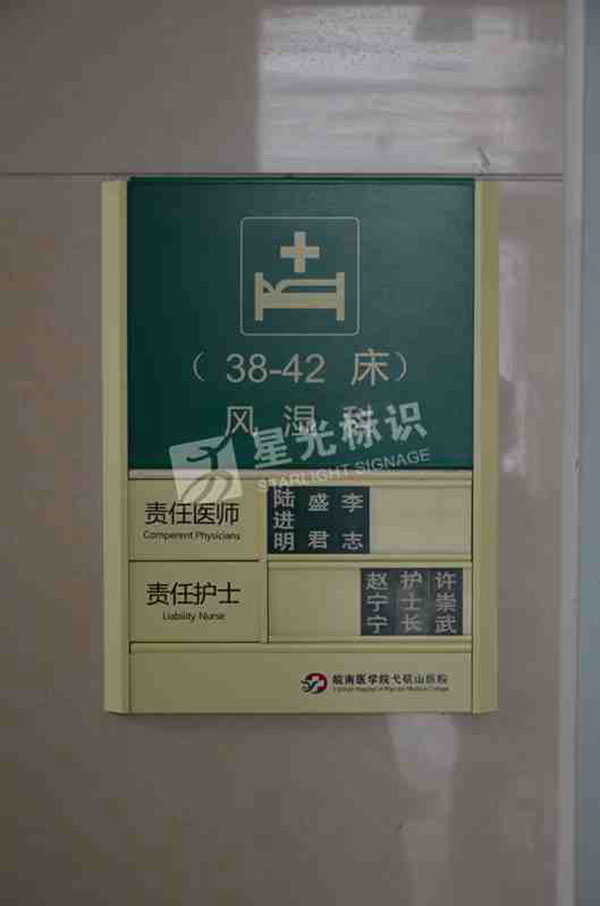 （38-42 床）
风 湿 科
星光标识
STARLIGHT SIGNAGE
责任医师
Comperent Physicians
陆进明
盛君
李志
责任护士
Liability Nurse
赵宁宁
护士长
许崇武
皖南医学院弋矶山医院